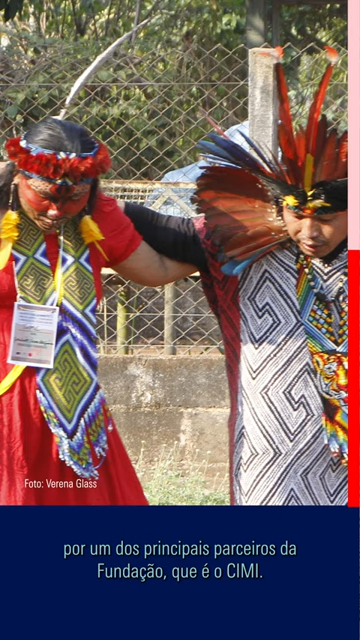 Foto: Verena Glass
por um dos principais parceiros da
Fundação, que é o CIMI.